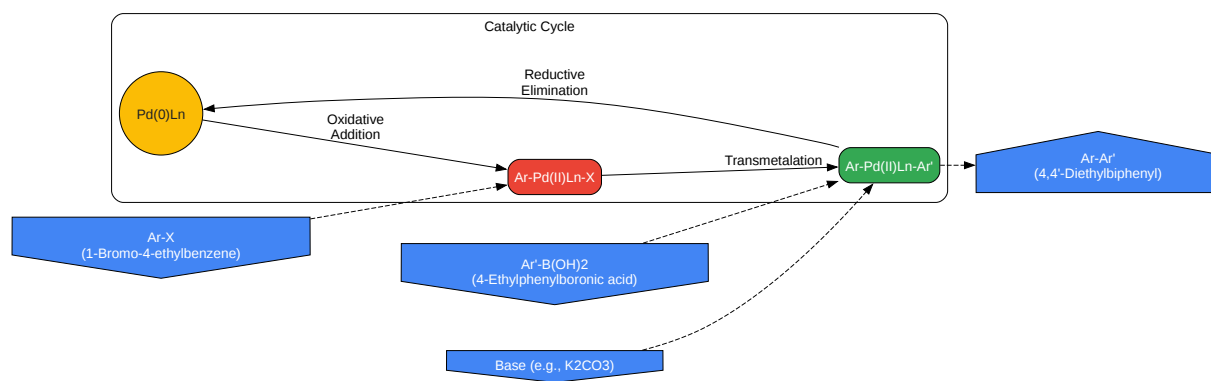 Catalytic Cycle
Reductive
Elimination
Pd(0)Ln
Oxidative
Addition
Transmetalation
Ar-Pd(II)Ln-X
Ar-Pd(II)Ln-Ar'
Ar-Ar'
(4,4'-Diethylbiphenyl)
Ar-X
(1-Bromo-4-ethylbenzene)
Ar'-B(OH)2
(4-Ethylphenylboronic acid)
Base (e.g., K2CO3)